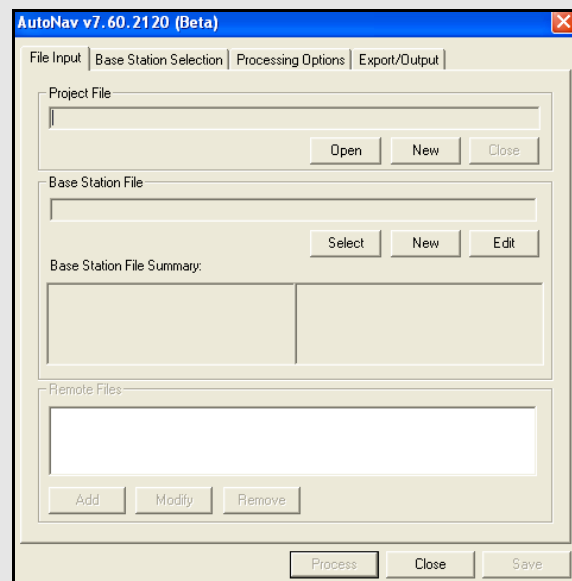 AutoNav v7.60.2120 (Beta)
File Input Base Station Selection Processing Options Export/Output
Project File
Open New Close
Base Station File
Select New Edit
Base Station File Summary:
Remote Files
Add Modify Remove
Process Close Save